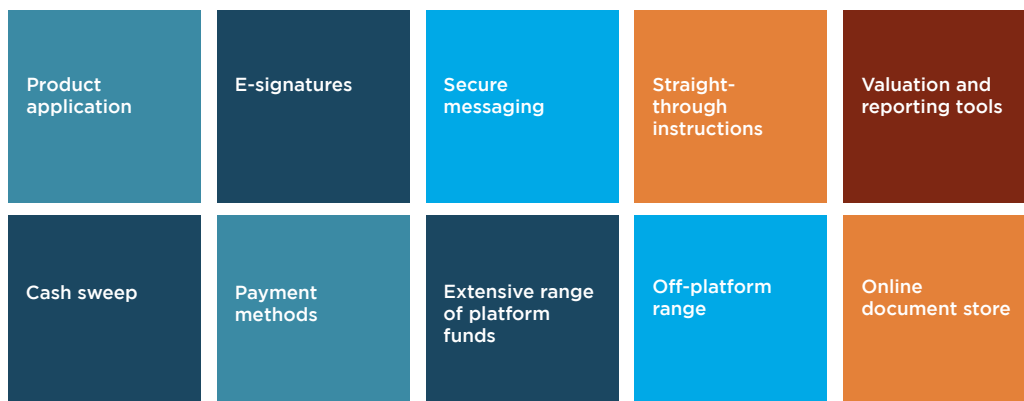 Product
application
E-signatures
Secure
messaging
Straight-
through
instructions
Valuation and
reporting tools
Cash sweep
Payment
methods
Extensive range
of platform
funds
Off-platform
range
Online
document store